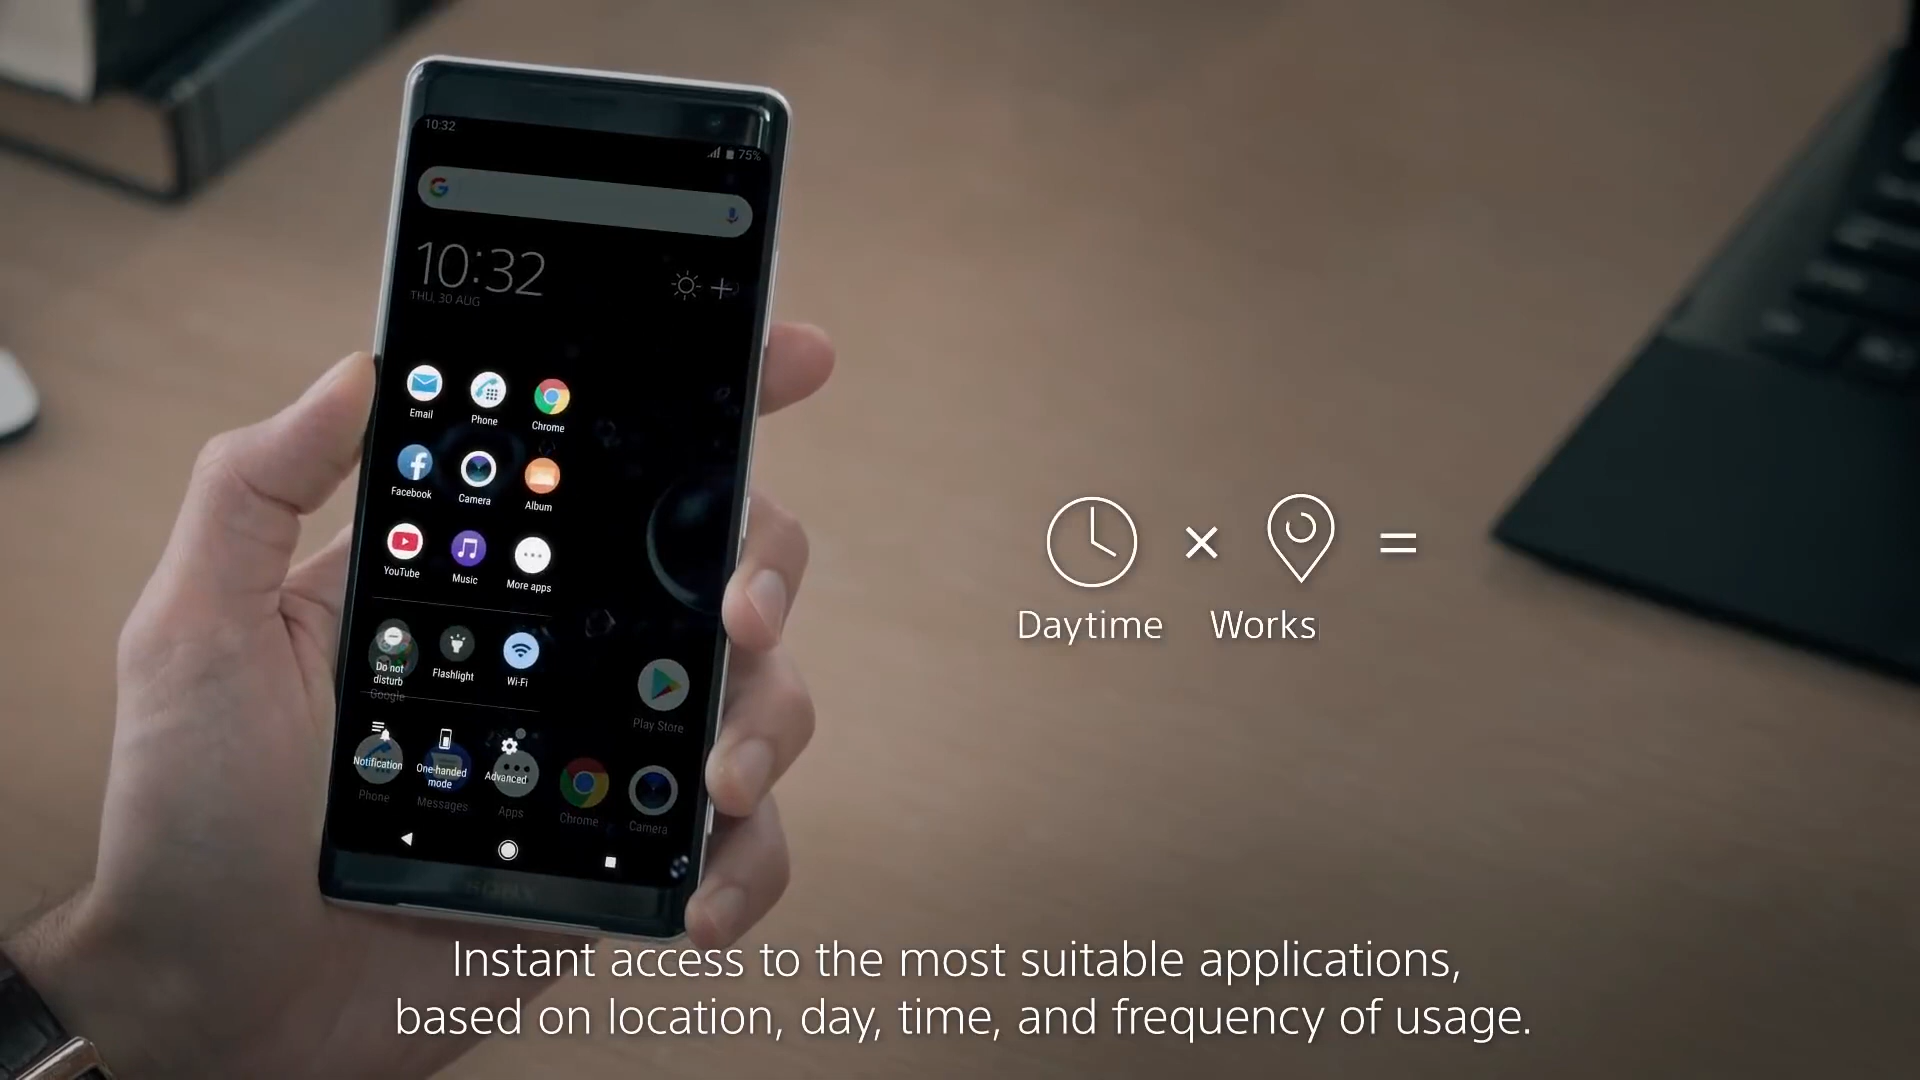 10:32
75%
10:32
THU, 30 AUG
Email
Phone
Chrome
Facebook
Camera
Album
YouTube
Music
More apps
Do not
disturb
Flashlight
Wi-Fi
Google
Play Store
Notification
One-handed
mode
Advanced
Phone
Messages
Apps
Chrome
Camera
SONY
Daytime × Works =
Instant access to the most suitable applications,
based on location, day, time, and frequency of usage.